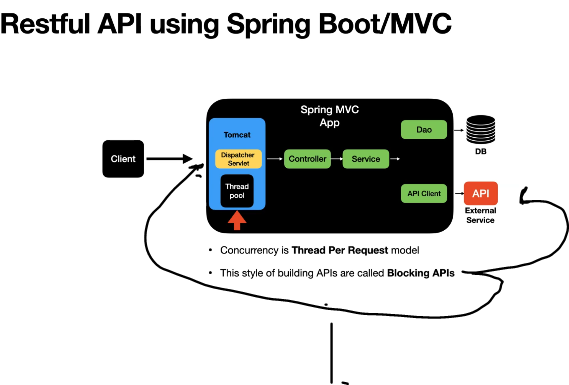 Restful API using Spring Boot/MVC
Spring MVC
App
Tomcat
Dispatcher
Servlet
Thread
pool
Client
Controller
Service
Dao
API Client
DB
API
External
Service
• Concurrency is Thread Per Request model
• This style of building APIs are called Blocking APIs